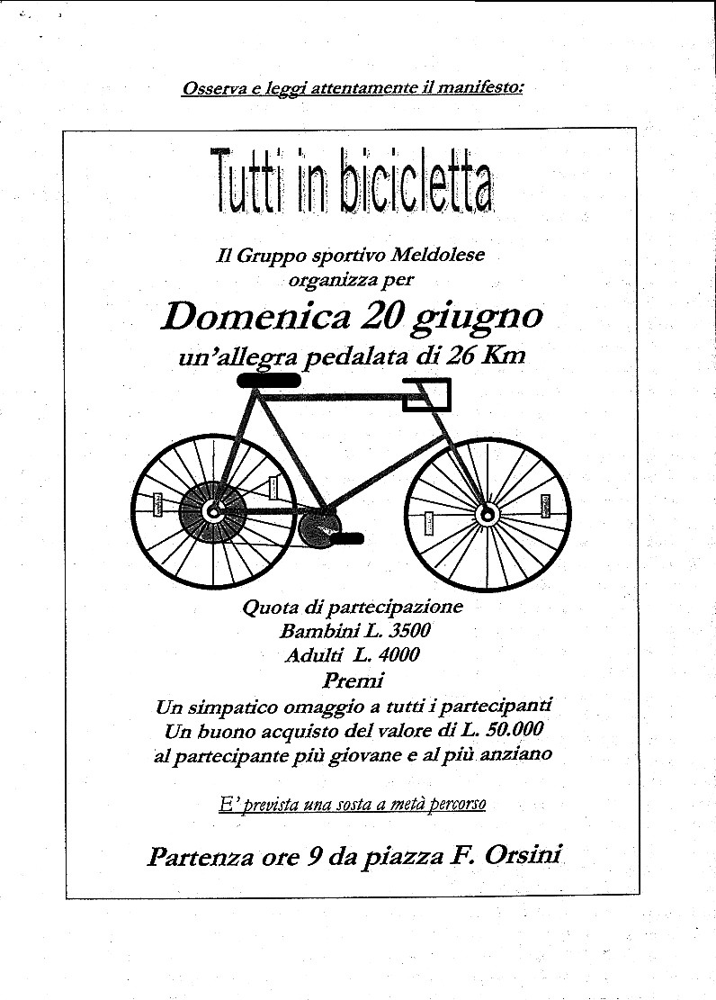 Osserva e leggi attentamente il manifesto:
Tutti in bicicletta
Il Gruppo sportivo Meldolese
organizza per
Domenica 20 giugno
un'allegra pedalata di 26 Km
Quota di partecipazione
Bambini L. 3500
Adulti L. 4000
Premi
Un simpatico omaggio a tutti i partecipanti
Un buono acquisto del valore di L. 50.000
al partecipante più giovane e al più anziano
E' prevista una sosta a metà percorso
Partenza ore 9 da piazza F. Orsini